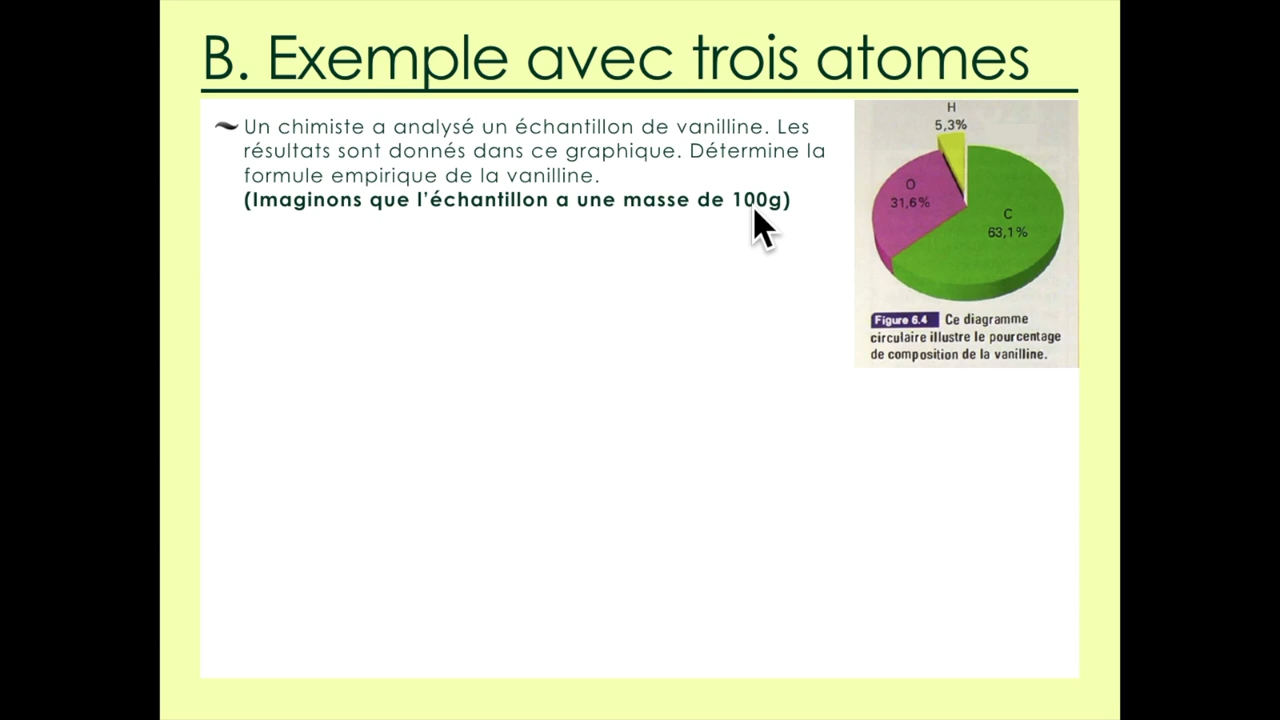 B. Exemple avec trois atomes
Un chimiste a analysé un échantillon de vanilline. Les
résultats sont donnés dans ce graphique. Détermine la
formule empirique de la vanilline.
(Imaginons que l'échantillon a une masse de 100g)
H
5,3%
O
31,6%
C
63,1%
Figure 6.4 Ce diagramme
circulaire illustre le pourcentage
de composition de la vanilline.